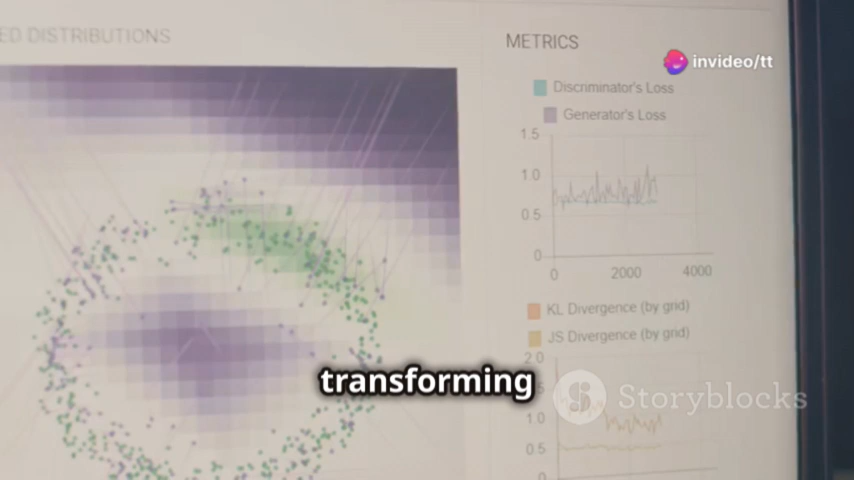 ED DISTRIBUTIONS
METRICS
invideo/tt
Discriminator's Loss
Generator's Loss
1.5
1.0
0.5
0
0 2000 4000
KL Divergence (by grid)
JS Divergence (by grid)
2.0
transforming
Storyblocks
1.0
0.5
0